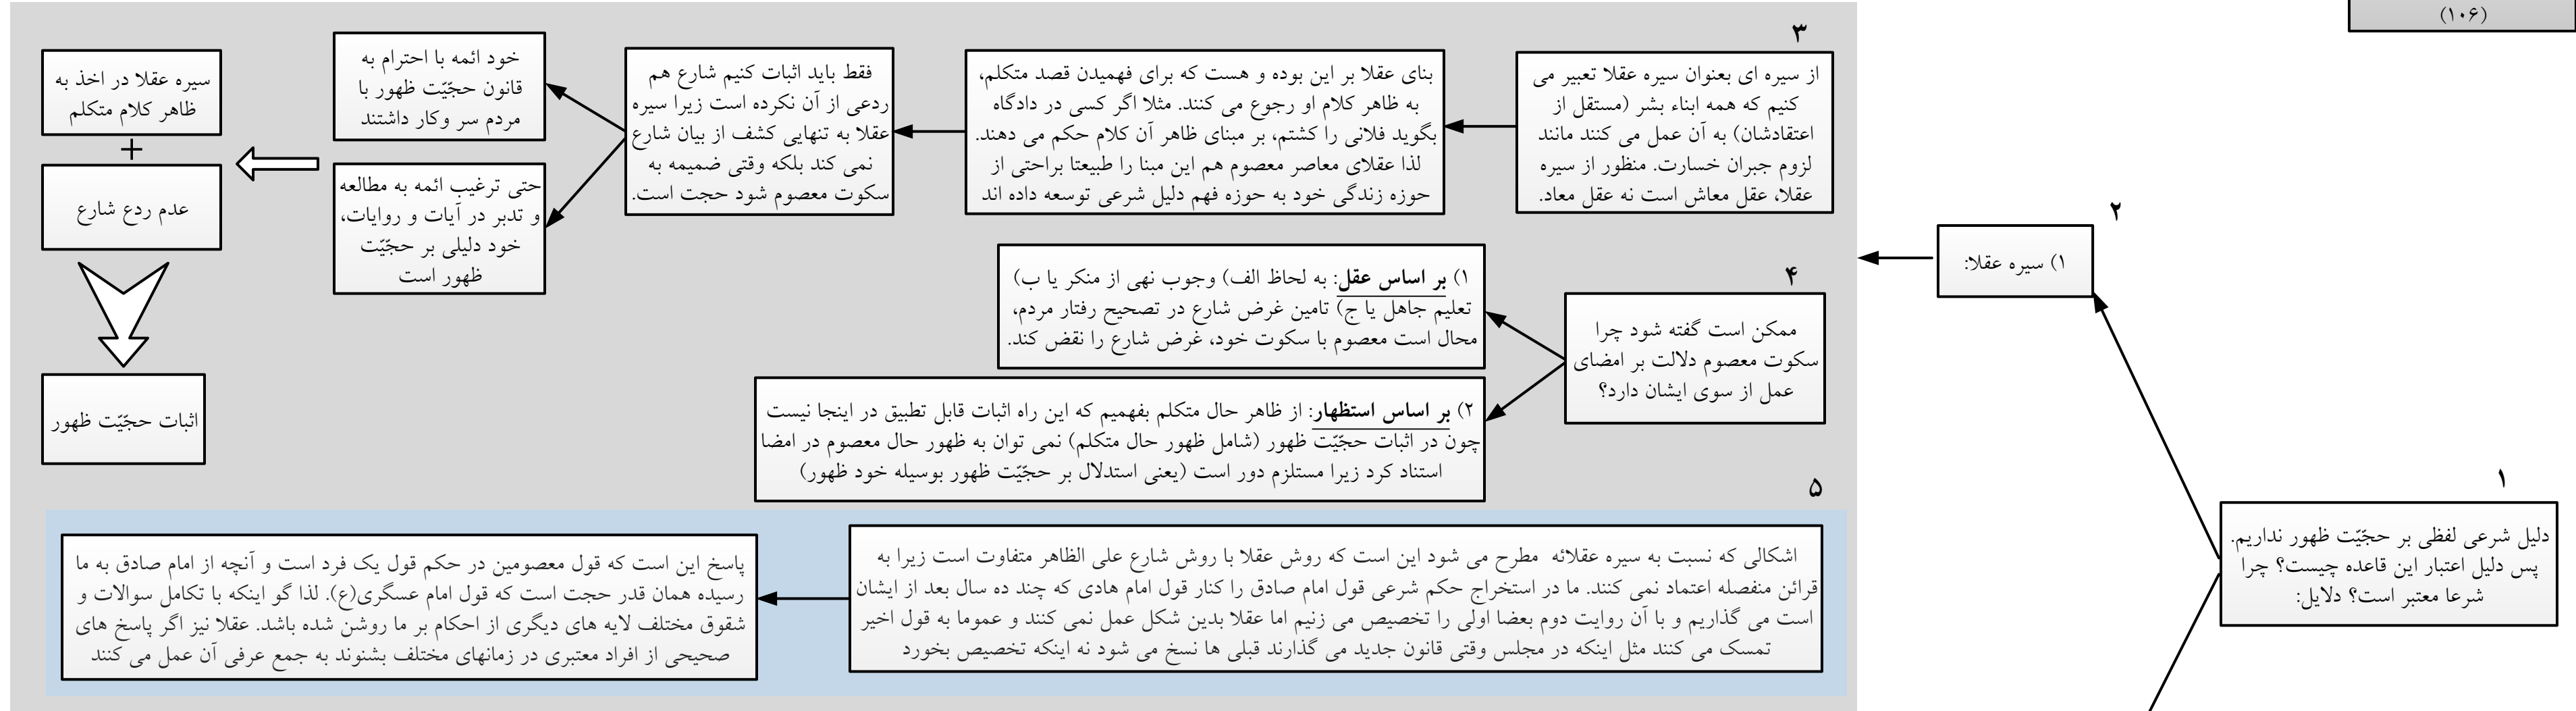 (۱۰۶)
۱
دلیل شرعی لفظی بر حجّیّت ظهور نداریم.
پس دلیل اعتبار این قاعده چیست؟ چرا
شرعا معتبر است؟ دلایل:
۲
۱) سیره عقلا:
۳
از سیره ای بعنوان سیره عقلا تعبیر می
کنیم که همه ابناء بشر (مستقل از
اعتقادشان) به آن عمل می کنند مانند
لزوم جبران خسارت. منظور از سیره
عقلا، عقل معاش است نه عقل معاد.
بنای عقلا بر این بوده و هست که برای فهمیدن قصد متکلم،
به ظاهر کلام او رجوع می کنند. مثلا اگر کسی در دادگاه
بگوید فلانی را کشتم، بر مبنای ظاهر آن کلام حکم می دهند.
لذا عقلای معاصر معصوم هم این مبنا را طبیعتا براحتی از
حوزه زندگی خود به حوزه فهم دلیل شرعی توسعه داده اند
فقط باید اثبات کنیم شارع هم
ردعی از آن نکرده است زیرا سیره
عقلا به تنهایی کشف از بیان شارع
نمی کند بلکه وقتی ضمیمه به
سکوت معصوم شود حجت است.
خود ائمه با احترام به
قانون حجّیّت ظهور با
مردم سر وکار داشتند
حتی ترغیب ائمه به مطالعه
و تدبر در آیات و روایات،
خود دلیلی بر حجّیّت
ظهور است
سیره عقلا در اخذ به
ظاهر کلام متکلم
+
عدم ردع شارع
اثبات حجّیّت ظهور
۴
ممکن است گفته شود چرا
سکوت معصوم دلالت بر امضای
عمل از سوی ایشان دارد؟
۱) بر اساس عقل: به لحاظ الف) وجوب نهی از منکر یا ب)
تعلیم جاهل یا ج) تامین غرض شارع در تصحیح رفتار مردم،
محال است معصوم با سکوت خود، غرض شارع را نقض کند.
۲) بر اساس استظهار: از ظاهر حال متکلم بفهمیم که این راه اثبات قابل تطبیق در اینجا نیست
چون در اثبات حجّیّت ظهور (شامل ظهور حال متکلم) نمی توان به ظهور حال معصوم در امضا
استناد کرد زیرا مستلزم دور است (یعنی استدلال بر حجّیّت ظهور بوسیله خود ظهور)
۵
اشکالی که نسبت به سیره عقلائه مطرح می شود این است که روش عقلا با روش شارع علی الظاهر متفاوت است زیرا به
قرائن منفصله اعتماد نمی کنند. ما در استخراج حکم شرعی قول امام صادق را کنار قول امام هادی که چند ده سال بعد از ایشان
است می گذاریم و با آن روایت دوم بعضا اولی را تخصیص می زنیم اما عقلا بدین شکل عمل نمی کنند و عموما به قول اخیر
تمسک می کنند مثل اینکه در مجلس وقتی قانون جدید می گذارند قبلی ها نسخ می شود نه اینکه تخصیص بخورد
پاسخ این است که قول معصومین در حکم قول یک فرد است و آنچه از امام صادق به ما
رسیده همان قدر حجت است که قول امام عسگری(ع). لذا گو اینکه با تکامل سوالات و
شقوق مختلف لایه های دیگری از احکام بر ما روشن شده باشد. عقلا نیز اگر پاسخ های
صحیحی از افراد معتبری در زمانهای مختلف بشنوند به جمع عرفی آن عمل می کنند